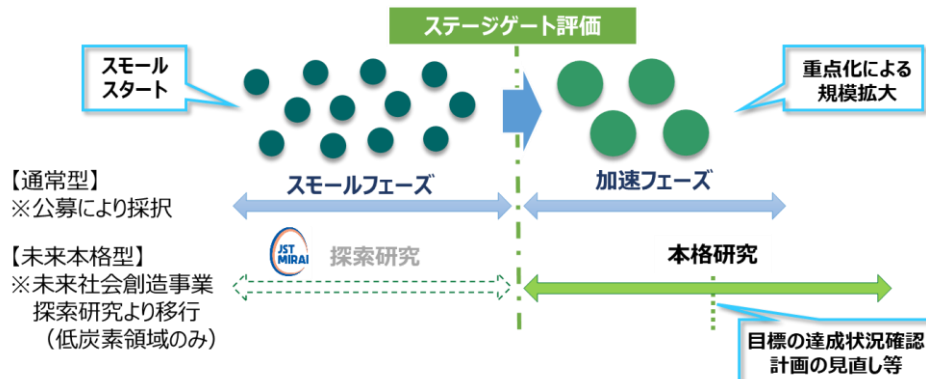 ステージゲート評価
スモール
スタート
重点化による
規模拡大
【通常型】
※公募により採択
スモールフェーズ
加速フェーズ
【未来本格型】
※未来社会創造事業
探索研究より移行
（低炭素領域のみ）
JST
MIRAI
探索研究
本格研究
目標の達成状況確認
計画の見直し等